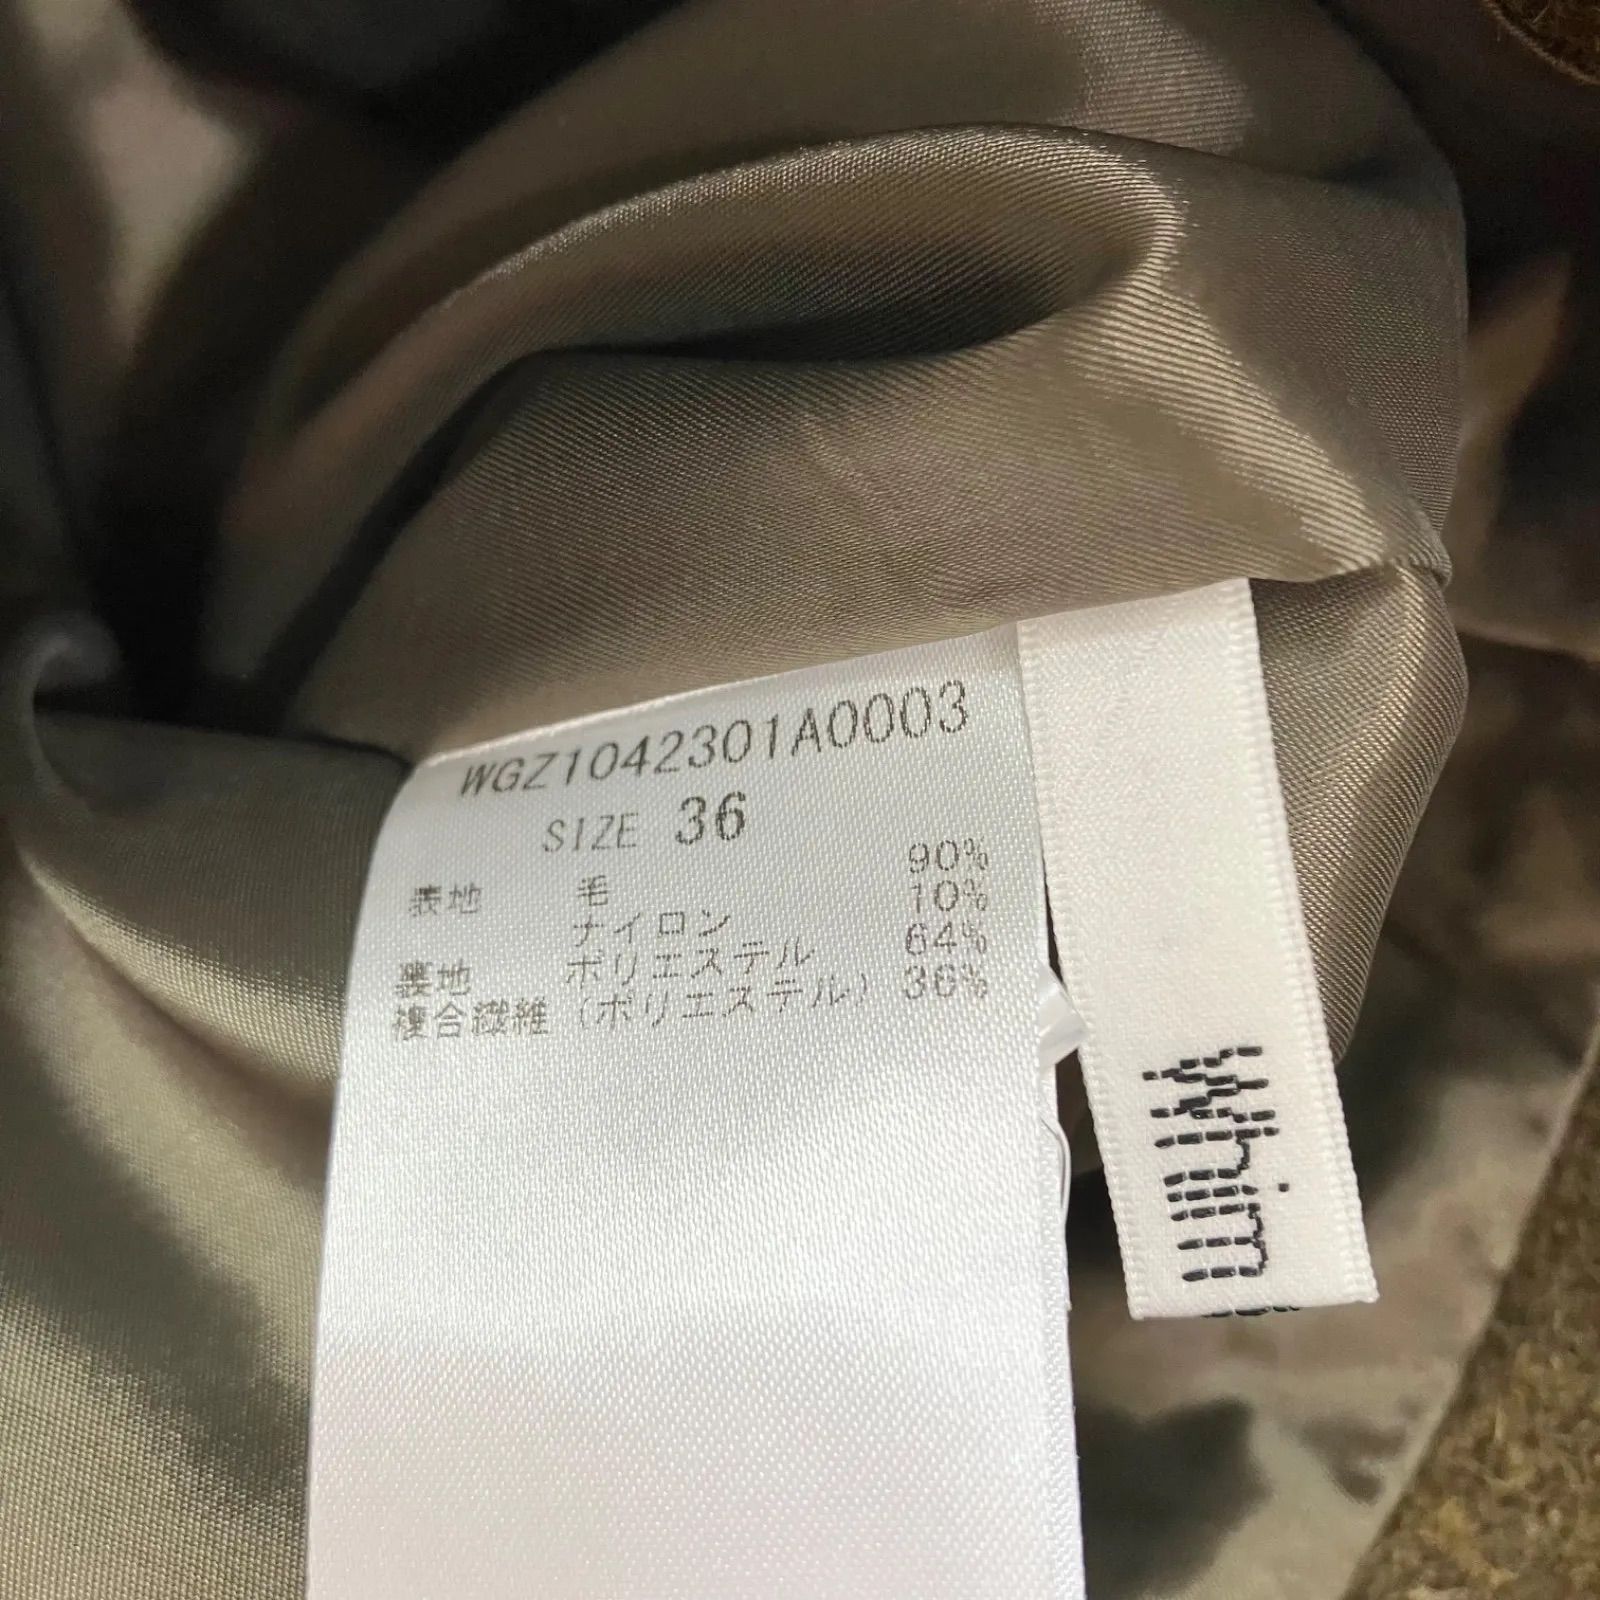 WGZ1042301A0003
SIZE 36
表地 毛 90%
ナイロン 10%
裏地 ポリエステル 64%
複合繊維(ポリエステル) 36%
Whim